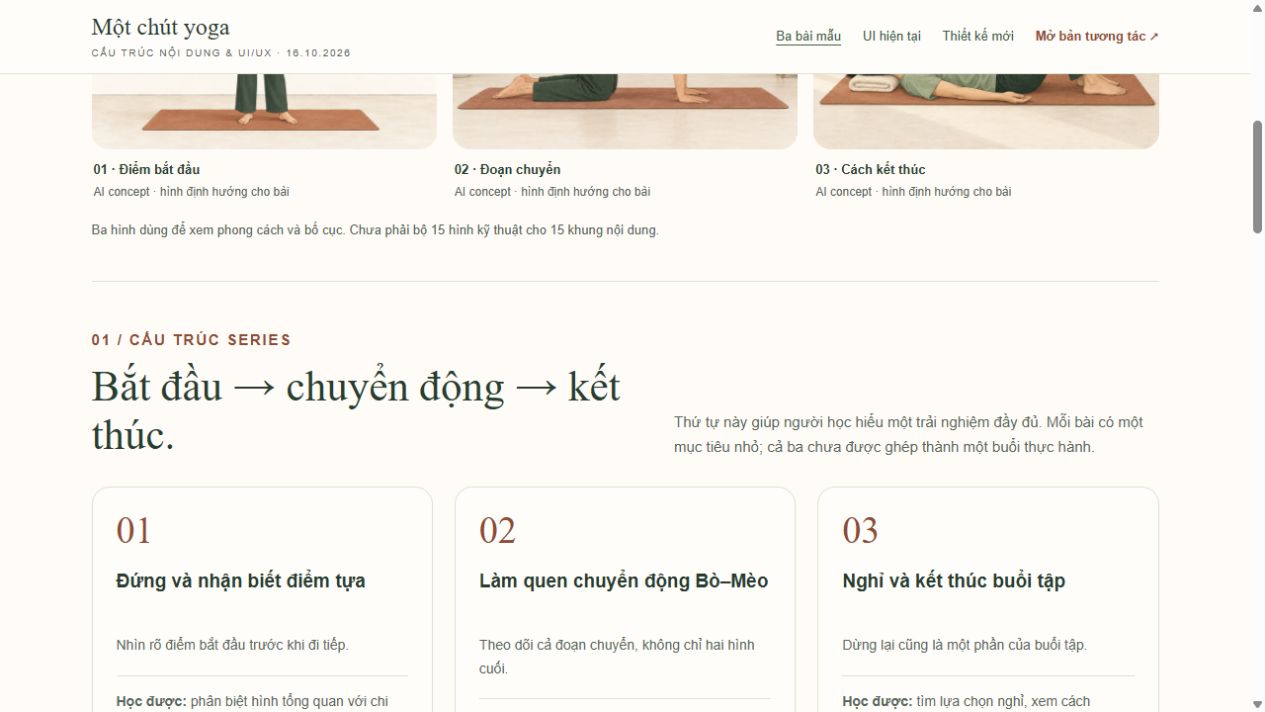 Một chút yoga
CẤU TRÚC NỘI DUNG & UI/UX · 16.10.2026
Ba bài mẫu
UI hiện tại
Thiết kế mới
Mở bản tương tác ↗
01 · Điểm bắt đầu
AI concept · hình định hướng cho bài
02 · Đoạn chuyển
AI concept · hình định hướng cho bài
03 · Cách kết thúc
AI concept · hình định hướng cho bài
Ba hình dùng để xem phong cách và bố cục. Chưa phải bộ 15 hình kỹ thuật cho 15 khung nội dung.
01 / CẤU TRÚC SERIES
Bắt đầu → chuyển động → kết
thúc.
Thứ tự này giúp người học hiểu một trải nghiệm đầy đủ. Mỗi bài có một
mục tiêu nhỏ; cả ba chưa được ghép thành một buổi thực hành.
01
Đứng và nhận biết điểm tựa
Nhìn rõ điểm bắt đầu trước khi đi tiếp.
Học được: phân biệt hình tổng quan với chi
02
Làm quen chuyển động Bò–Mèo
Theo dõi cả đoạn chuyển, không chỉ hai hình
cuối.
03
Nghỉ và kết thúc buổi tập
Dừng lại cũng là một phần của buổi tập.
Học được: tìm lựa chọn nghỉ, xem cách